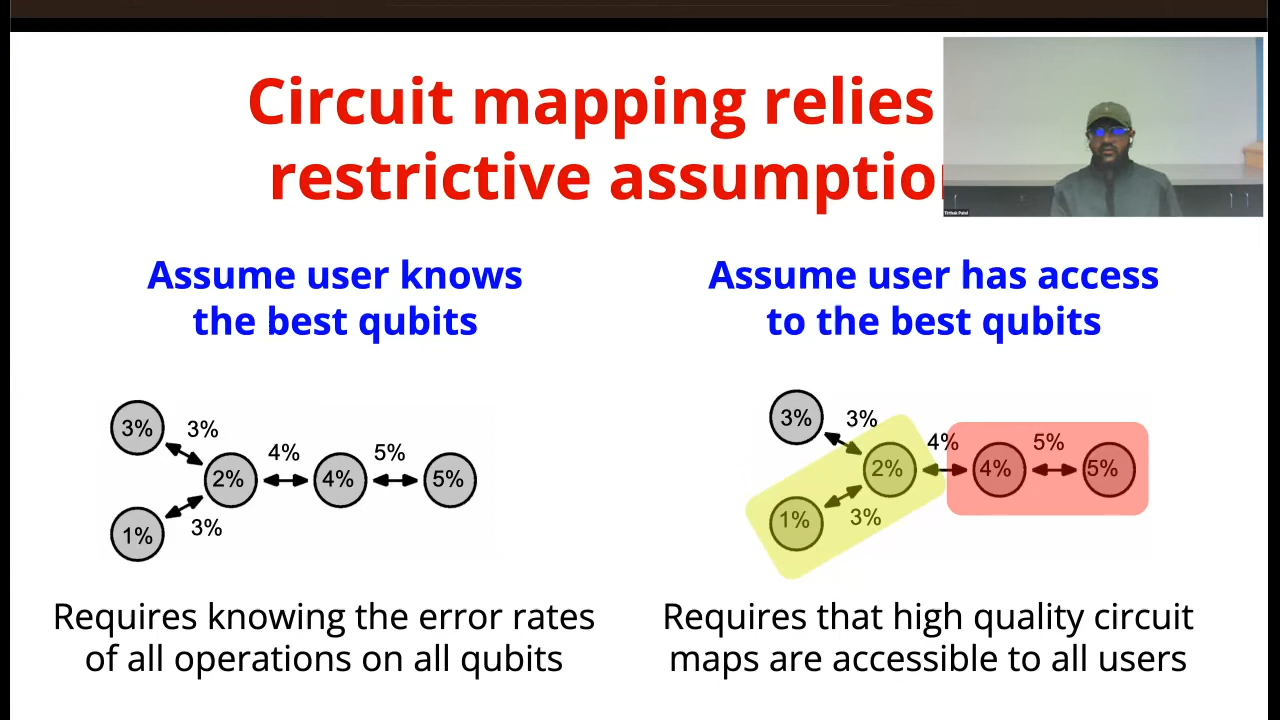 Circuit mapping relies
restrictive assumptio
Tirthak Patel
Assume user knows
the best qubits
Assume user has access
to the best qubits
3%
3%
2%
4%
4%
5%
5%
1%
3%
3%
3%
2%
4%
4%
5%
5%
1%
3%
Requires knowing the error rates
of all operations on all qubits
Requires that high quality circuit
maps are accessible to all users